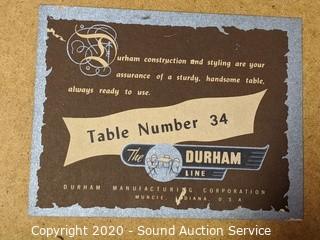 Durham construction and styling are your
assurance of a sturdy, handsome table,
always ready to use.
Table Number 34
The DURHAM
LINE
DURHAM MANUFACTURING CORPORATION
MUNCIE, INDIANA, U.S.A
Copyright 2020 - Sound Auction Service